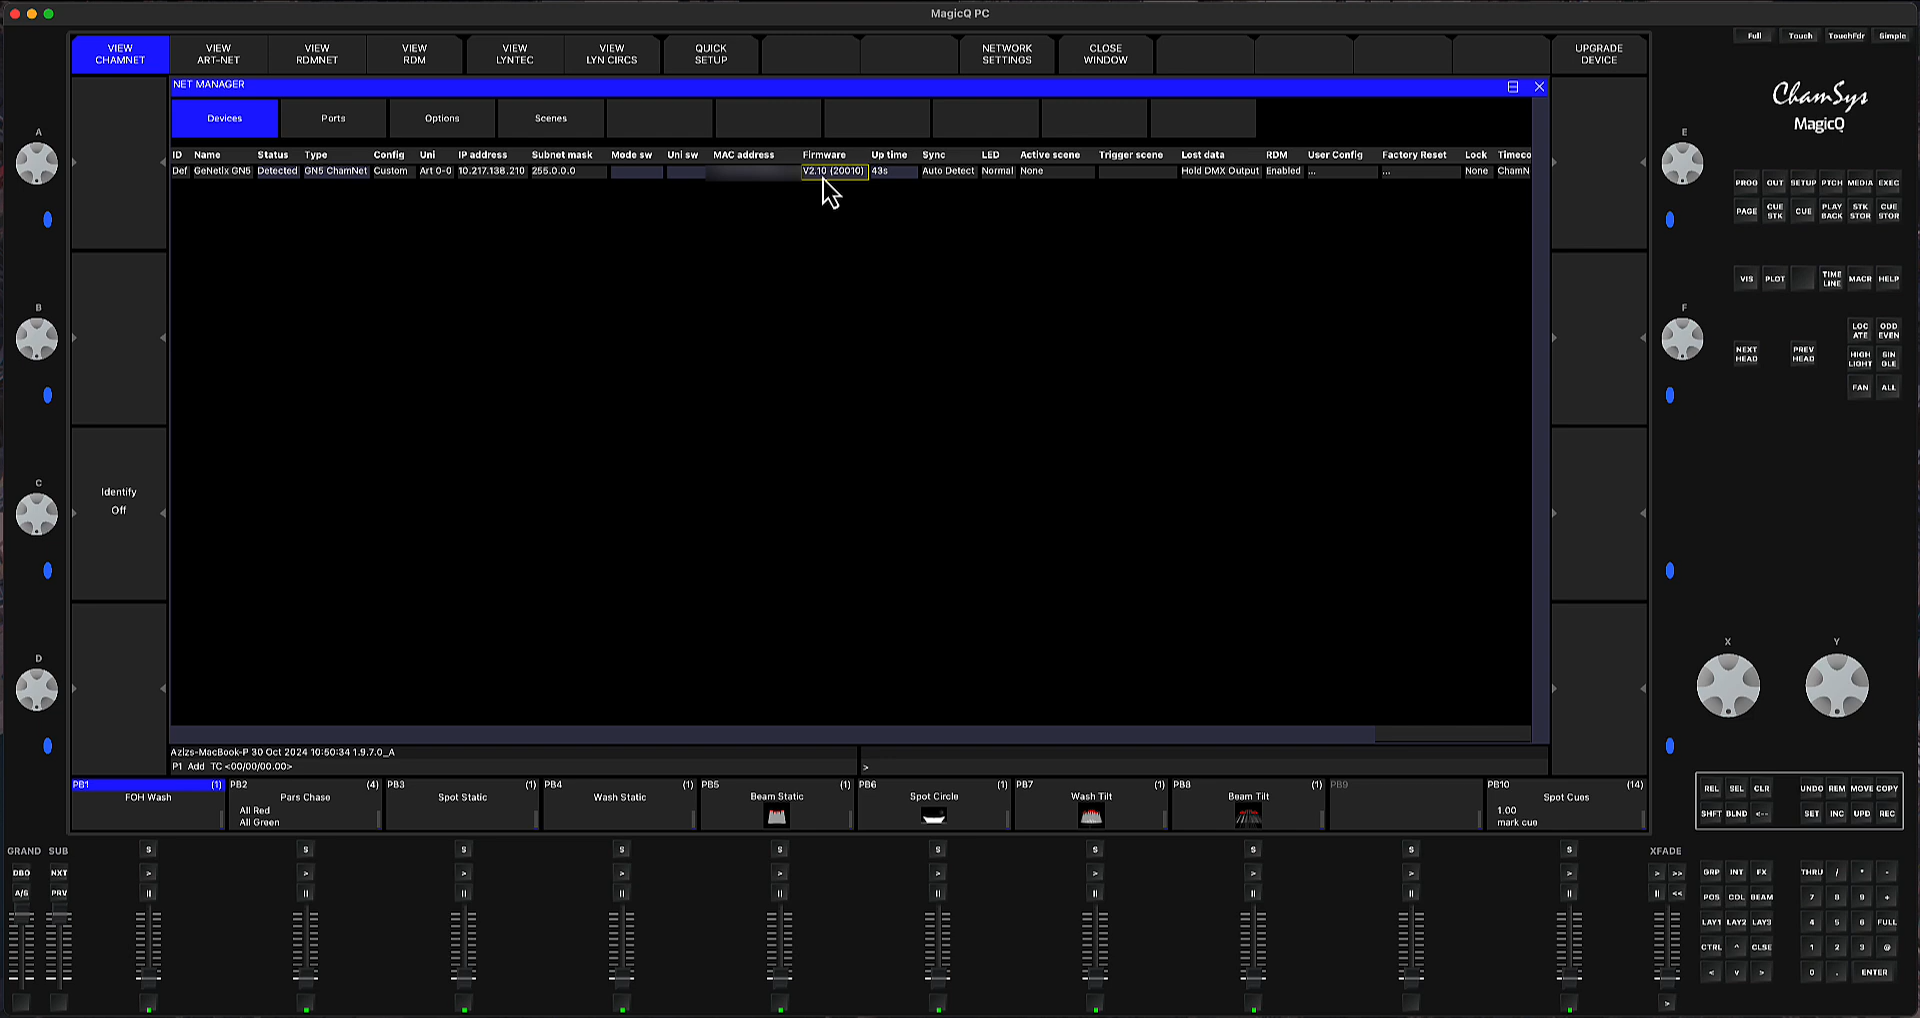 MagicQ PC
Full Touch TouchFdr Simple
VIEW CHAMNET
VIEW ART-NET
VIEW RDMNET
VIEW RDM
VIEW LYNTEC
VIEW LYN CIRCS
QUICK SETUP
NETWORK SETTINGS
CLOSE WINDOW
UPGRADE DEVICE
NET MANAGER
Devices Ports Options Scenes
ID Name Status Type Config Uni IP address Subnet mask Mode sw Uni sw MAC address Firmware Up time Sync LED Active scene Trigger scene Lost data RDM User Config Factory Reset Lock Timeco
Def GeNetix GN5 Detected GN5 ChamNet Custom Art 0-0 10.217.138.210 255.0.0.0 V2.10 (20010) 43s Auto Detect Normal None Hold DMX Output Enabled ... ... None ChamN
ChamSys
MagicQ
A
B
C
D
E
F
X
Y
Identify
Off
PROG OUT SETUP PTCH MEDIA EXEC
PAGE CUE STK CUE PLAY BACK STK STOR CUE STOR
VIS PLOT TIME LINE MACR HELP
LOC ATE ODD EVEN
NEXT HEAD PREV HEAD HIGH LIGHT SIN GLE
FAN ALL
Azizs-MacBook-P 30 Oct 2024 10:50:34 1.9.7.0_A
P1 Add TC <00/00/00.00>
>
PB1 (1)
FOH Wash
PB2 (4)
Pars Chase
All Red
All Green
PB3 (1)
Spot Static
PB4 (1)
Wash Static
PB5 (1)
Beam Static
PB6 (1)
Spot Circle
PB7 (1)
Wash Tilt
PB8 (1)
Beam Tilt
PB9
PB10 (14)
Spot Cues
1.00
mark cue
REL SEL CLR UNDO REM MOVE COPY
SHFT BLND <-- SET INC UPD REC
GRAND SUB
DBO NXT
A/S PRV
S S S S S S S S S S
> > > > > > > > > >
II II II II II II II II II II
XFADE
> >>
II <<
>
GRP INT FX THRU / * -
POS COL BEAM 7 8 9 +
LAY1 LAY2 LAY3 4 5 6 FULL
CTRL ^ CLSE 1 2 3 @
< v > 0 . ENTER